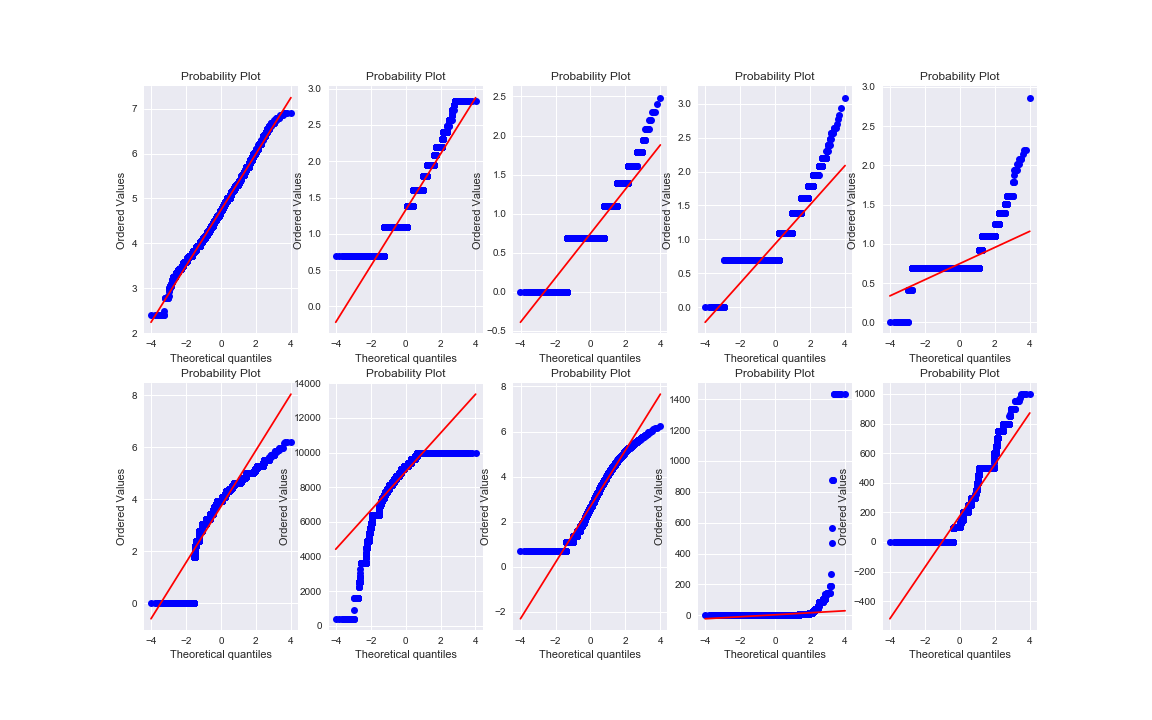 Probability Plot Probability Plot Probability Plot Probability Plot Probability Plot
Ordered Values Ordered Values Ordered Values Ordered Values Ordered Values
7 6 5 4 3 2
3.0 2.5 2.0 1.5 1.0 0.5 0.0
2.5 2.0 1.5 1.0 0.5 0.0 −0.5
3.0 2.5 2.0 1.5 1.0 0.5 0.0
3.0 2.5 2.0 1.5 1.0 0.5 0.0
−4 −2 0 2 4 −4 −2 0 2 4 −4 −2 0 2 4 −4 −2 0 2 4 −4 −2 0 2 4
Theoretical quantiles Theoretical quantiles Theoretical quantiles Theoretical quantiles Theoretical quantiles
Probability Plot Probability Plot Probability Plot Probability Plot Probability Plot
Ordered Values Ordered Values Ordered Values Ordered Values Ordered Values
8 6 4 2 0
14000 12000 10000 8000 6000 4000 2000 0
8 6 4 2 0 −2
1400 1200 1000 800 600 400 200 0
1000 800 600 400 200 0 −200 −400
−4 −2 0 2 4 −4 −2 0 2 4 −4 −2 0 2 4 −4 −2 0 2 4 −4 −2 0 2 4
Theoretical quantiles Theoretical quantiles Theoretical quantiles Theoretical quantiles Theoretical quantiles